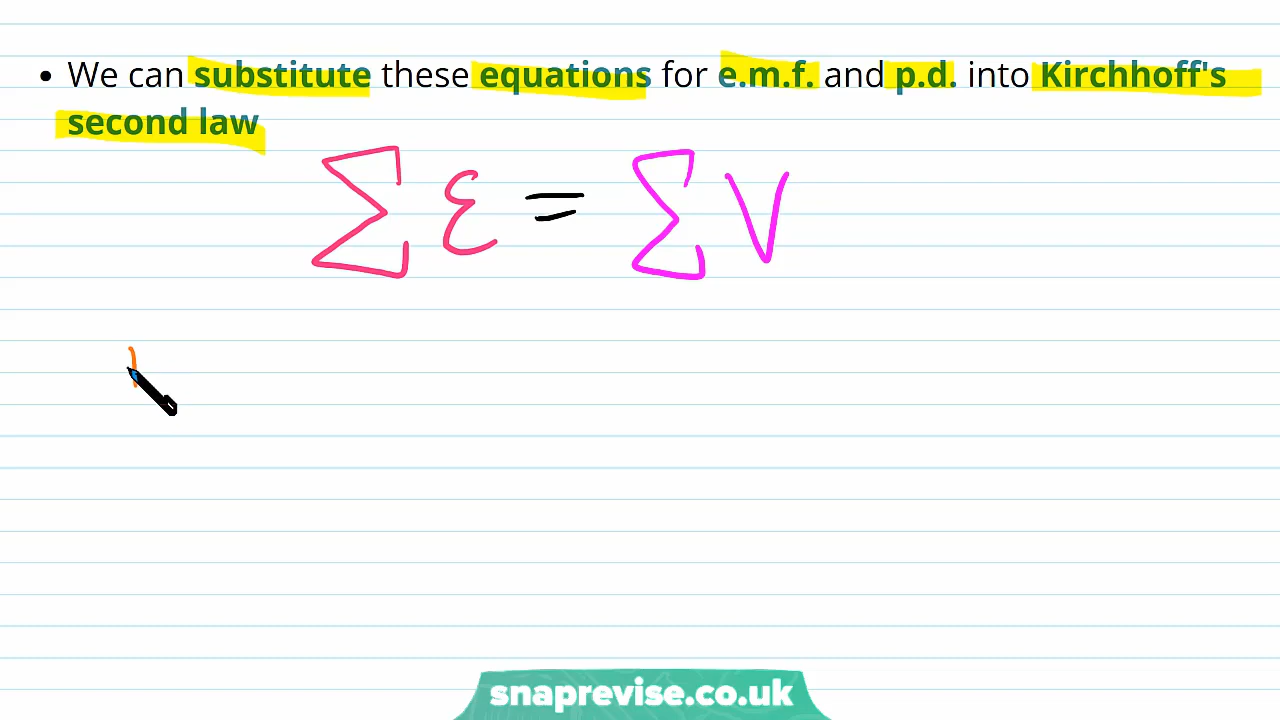 • We can substitute these equations for e.m.f. and p.d. into Kirchhoff's
second law
∑ ε = ∑ V
snaprevise.co.uk